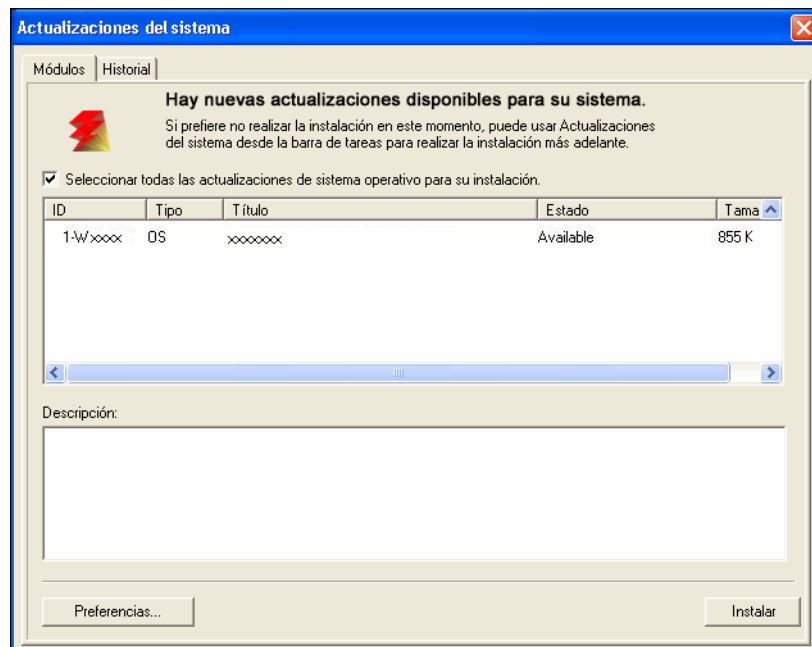 Actualizaciones del sistema
Módulos Historial
Hay nuevas actualizaciones disponibles para su sistema.
Si prefiere no realizar la instalación en este momento, puede usar Actualizaciones
del sistema desde la barra de tareas para realizar la instalación más adelante.
Seleccionar todas las actualizaciones de sistema operativo para su instalación.
ID Tipo Título Estado Tama
1-Wxxxx OS xxxxxxx Available 855 K
Descripción:
Preferencias... Instalar